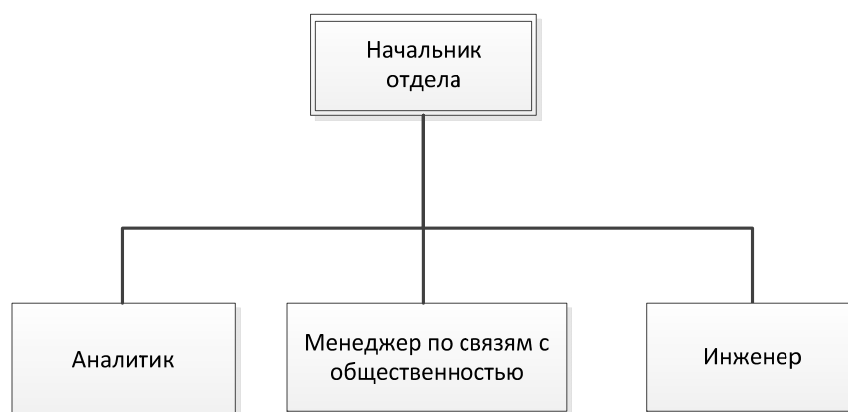 Начальник
отдела
Аналитик
Менеджер по связям с
общественностью
Инженер